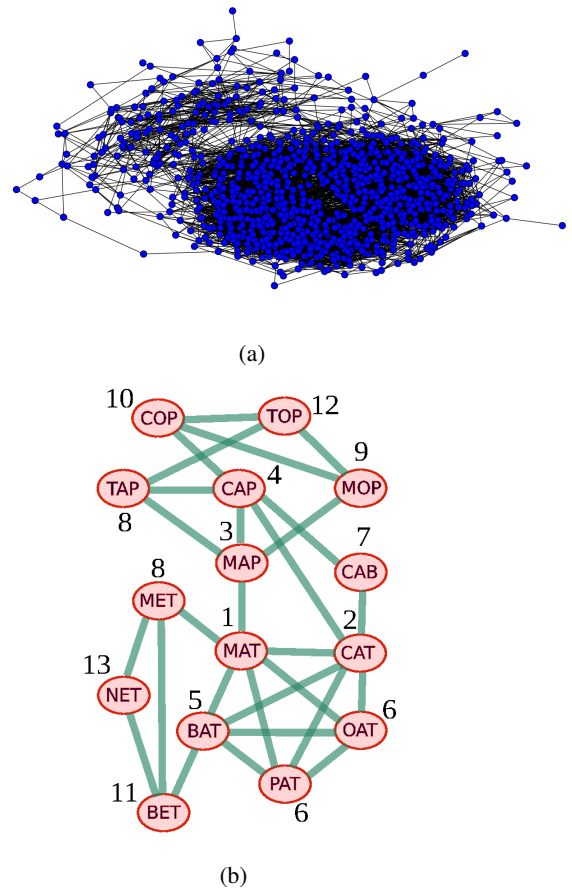 (a)
10
COP
TOP
12
9
TAP
CAP
4
MOP
8
3
7
MAP
CAB
8
MET
1
2
MAT
CAT
13
NET
5
6
BAT
OAT
PAT
11
BET
6
(b)